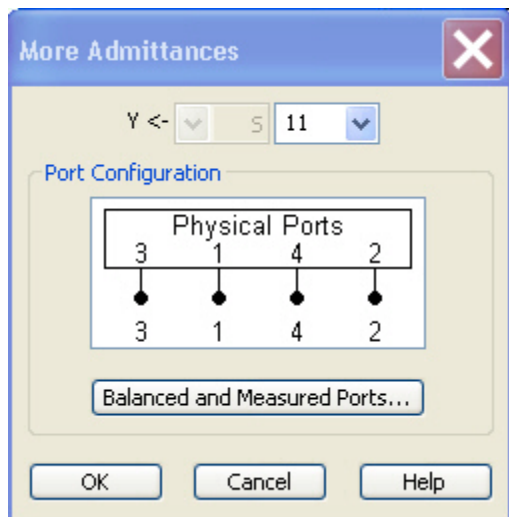 More Admittances
Y <- S 11
Port Configuration
Physical Ports
3 1 4 2
3 1 4 2
Balanced and Measured Ports...
OK Cancel Help